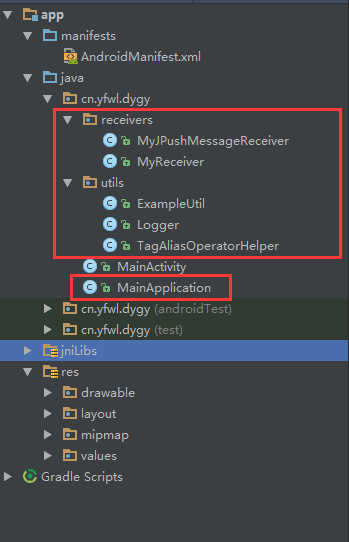 app
manifests
AndroidManifest.xml
java
cn.yfwl.dygy
receivers
MyJPushMessageReceiver
MyReceiver
utils
ExampleUtil
Logger
TagAliasOperatorHelper
MainActivity
MainApplication
cn.yfwl.dygy (androidTest)
cn.yfwl.dygy (test)
jniLibs
res
drawable
layout
mipmap
values
Gradle Scripts